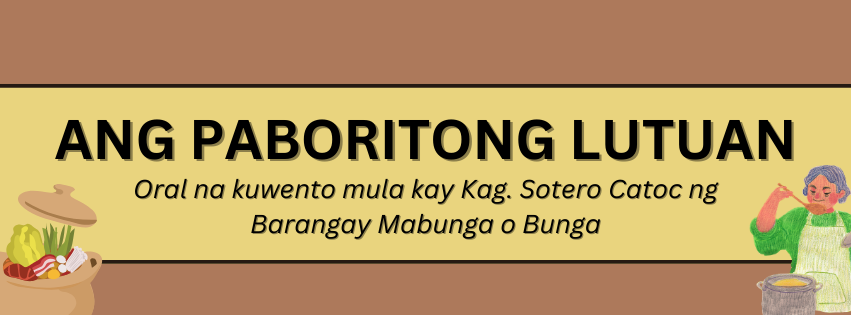 ANG PABORITONG LUTUAN
Oral na kuwento mula kay Kag. Sotero Catoc ng
Barangay Mabunga o Bunga